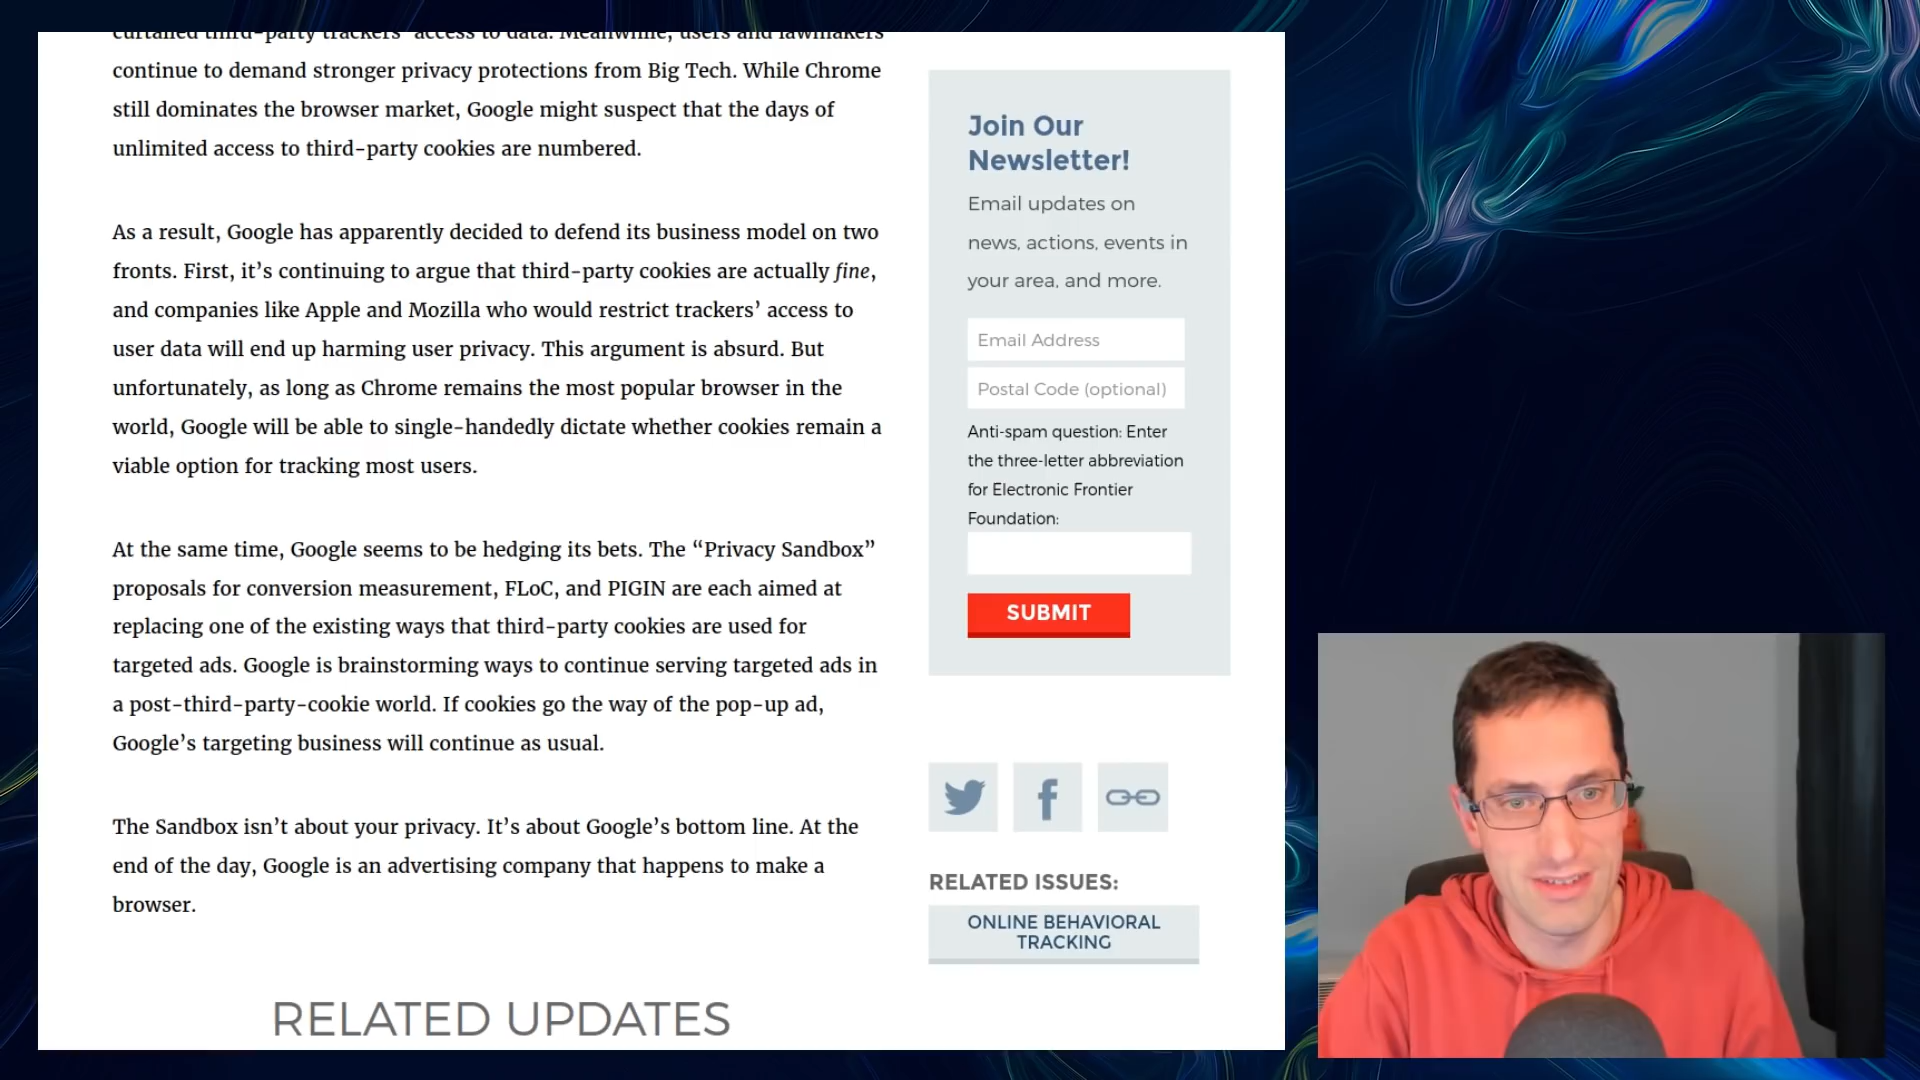 curtailed third-party trackers' access to data. Meanwhile, users and lawmakers
continue to demand stronger privacy protections from Big Tech. While Chrome
still dominates the browser market, Google might suspect that the days of
unlimited access to third-party cookies are numbered.
As a result, Google has apparently decided to defend its business model on two
fronts. First, it’s continuing to argue that third-party cookies are actually fine,
and companies like Apple and Mozilla who would restrict trackers’ access to
user data will end up harming user privacy. This argument is absurd. But
unfortunately, as long as Chrome remains the most popular browser in the
world, Google will be able to single-handedly dictate whether cookies remain a
viable option for tracking most users.
At the same time, Google seems to be hedging its bets. The “Privacy Sandbox”
proposals for conversion measurement, FLoC, and PIGIN are each aimed at
replacing one of the existing ways that third-party cookies are used for
targeted ads. Google is brainstorming ways to continue serving targeted ads in
a post-third-party-cookie world. If cookies go the way of the pop-up ad,
Google’s targeting business will continue as usual.
The Sandbox isn’t about your privacy. It’s about Google’s bottom line. At the
end of the day, Google is an advertising company that happens to make a
browser.
RELATED UPDATES
Join Our
Newsletter!
Email updates on
news, actions, events in
your area, and more.
Email Address
Postal Code (optional)
Anti-spam question: Enter
the three-letter abbreviation
for Electronic Frontier
Foundation:
SUBMIT
RELATED ISSUES:
ONLINE BEHAVIORAL
TRACKING